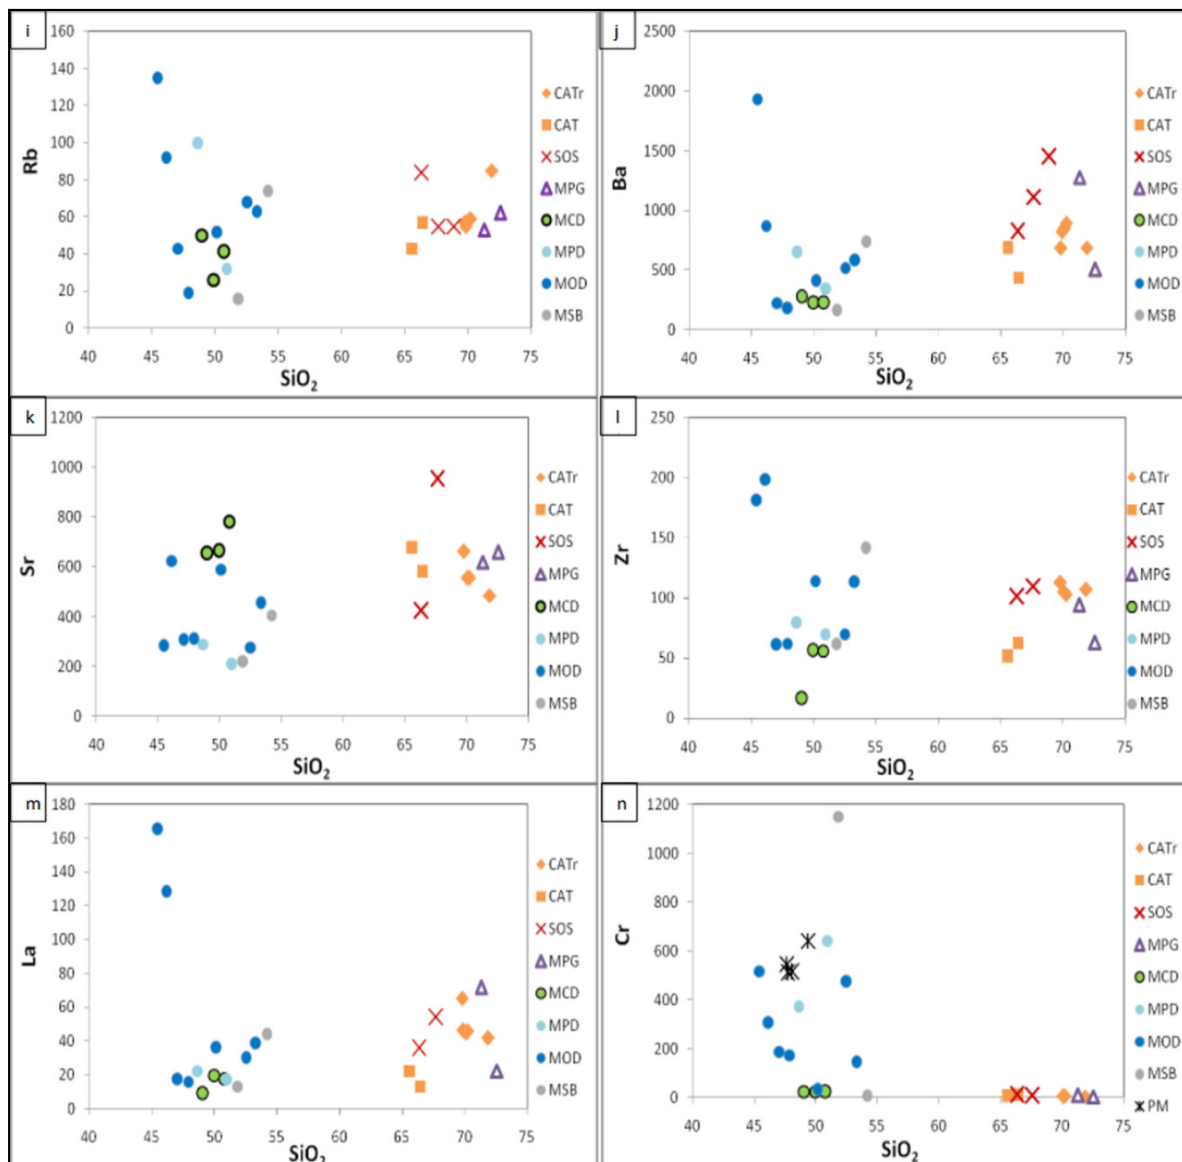 i
160
140
120
100
80
60
40
20
0
Rb
40 45 50 55 60 65 70 75
SiO2
CATr
CAT
SOS
MPG
MCD
MPD
MOD
MSB
j
2500
2000
1500
1000
500
0
Ba
40 45 50 55 60 65 70 75
SiO2
CATr
CAT
SOS
MPG
MCD
MPD
MOD
MSB
k
1200
1000
800
600
400
200
0
Sr
40 45 50 55 60 65 70 75
SiO2
CATr
CAT
SOS
MPG
MCD
MPD
MOD
MSB
l
250
200
150
100
50
0
Zr
40 45 50 55 60 65 70 75
SiO2
CATr
CAT
SOS
MPG
MCD
MPD
MOD
MSB
m
180
160
140
120
100
80
60
40
20
0
La
40 45 50 55 60 65 70 75
SiO2
CATr
CAT
SOS
MPG
MCD
MPD
MOD
MSB
n
1200
1000
800
600
400
200
0
Cr
40 45 50 55 60 65 70 75
SiO2
CATr
CAT
SOS
MPG
MCD
MPD
MOD
MSB
PM